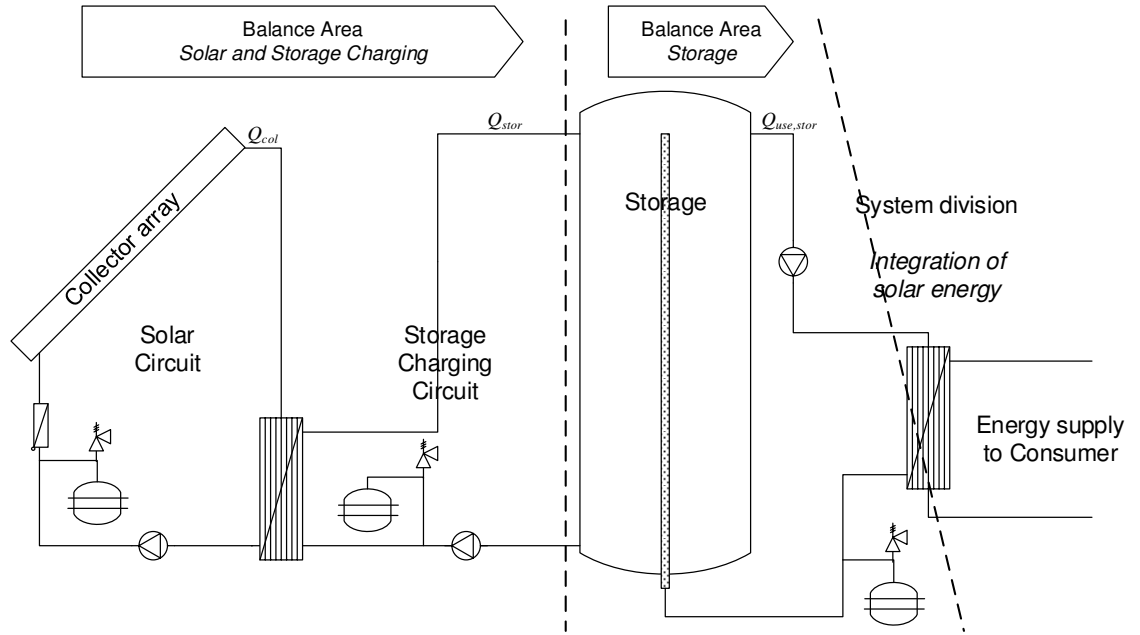 Balance Area
Solar and Storage Charging
Balance Area
Storage
Qcol
Qstor
Quse,stor
Collector array
Storage
System division
Integration of
solar energy
Solar
Circuit
Storage
Charging
Circuit
Energy supply
to Consumer